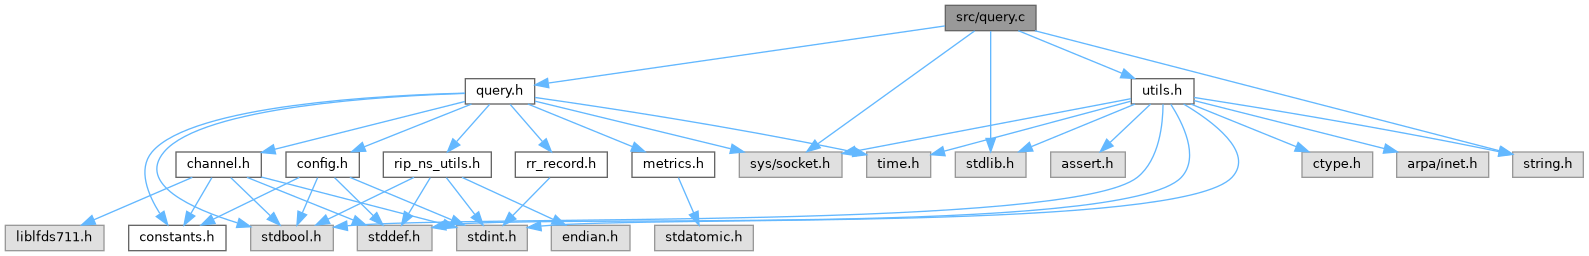 src/query.c
query.h
utils.h
channel.h
config.h
rip_ns_utils.h
rr_record.h
metrics.h
sys/socket.h
time.h
stdlib.h
assert.h
ctype.h
arpa/inet.h
string.h
liblfds711.h
constants.h
stdbool.h
stddef.h
stdint.h
endian.h
stdatomic.h